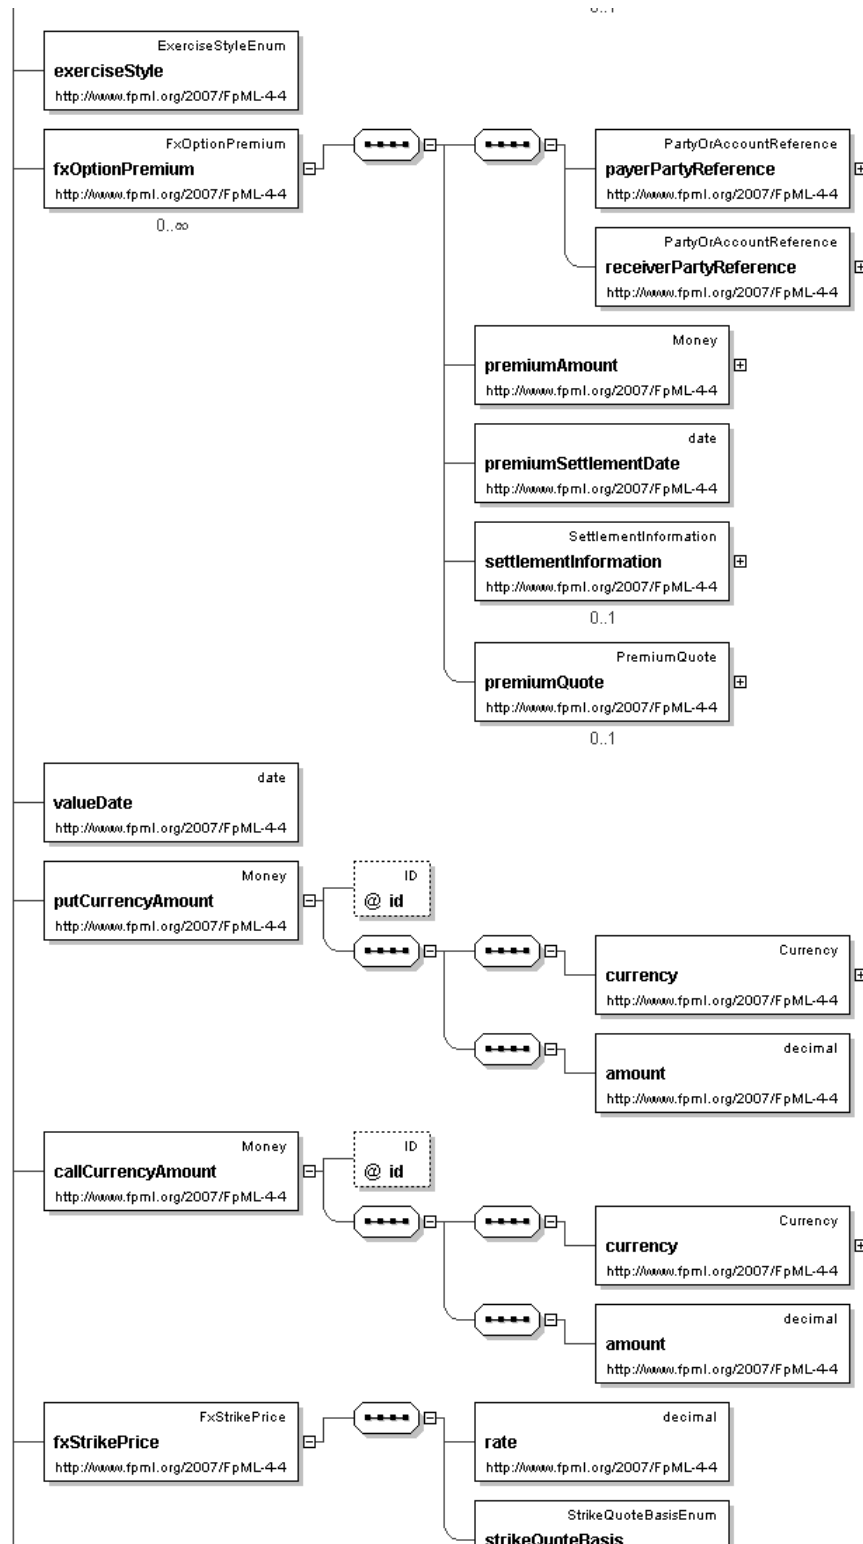 0..1
ExerciseStyleEnum
exerciseStyle
http://www.fpml.org/2007/FpML-4-4
FxOptionPremium
fxOptionPremium
http://www.fpml.org/2007/FpML-4-4
0..∞
PartyOrAccountReference
payerPartyReference
http://www.fpml.org/2007/FpML-4-4
PartyOrAccountReference
receiverPartyReference
http://www.fpml.org/2007/FpML-4-4
Money
premiumAmount
http://www.fpml.org/2007/FpML-4-4
date
premiumSettlementDate
http://www.fpml.org/2007/FpML-4-4
SettlementInformation
settlementInformation
http://www.fpml.org/2007/FpML-4-4
0..1
PremiumQuote
premiumQuote
http://www.fpml.org/2007/FpML-4-4
0..1
date
valueDate
http://www.fpml.org/2007/FpML-4-4
Money
putCurrencyAmount
http://www.fpml.org/2007/FpML-4-4
ID
@ id
Currency
currency
http://www.fpml.org/2007/FpML-4-4
decimal
amount
http://www.fpml.org/2007/FpML-4-4
Money
callCurrencyAmount
http://www.fpml.org/2007/FpML-4-4
ID
@ id
Currency
currency
http://www.fpml.org/2007/FpML-4-4
decimal
amount
http://www.fpml.org/2007/FpML-4-4
FxStrikePrice
fxStrikePrice
http://www.fpml.org/2007/FpML-4-4
decimal
rate
http://www.fpml.org/2007/FpML-4-4
StrikeQuoteBasisEnum
strikeQuoteBasis